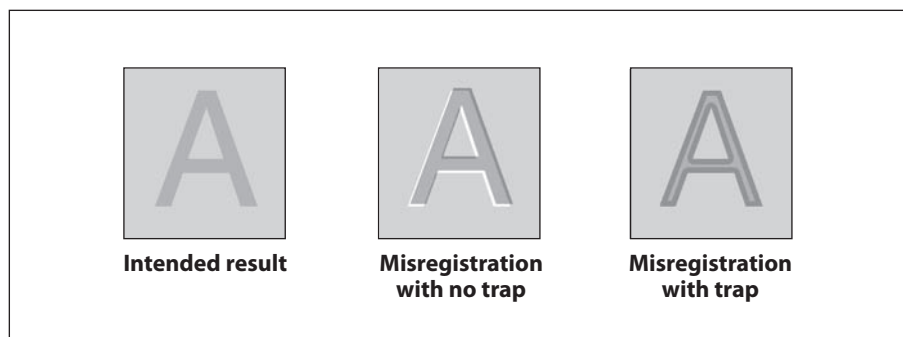 A
A
A
Intended result
Misregistration
with no trap
Misregistration
with trap